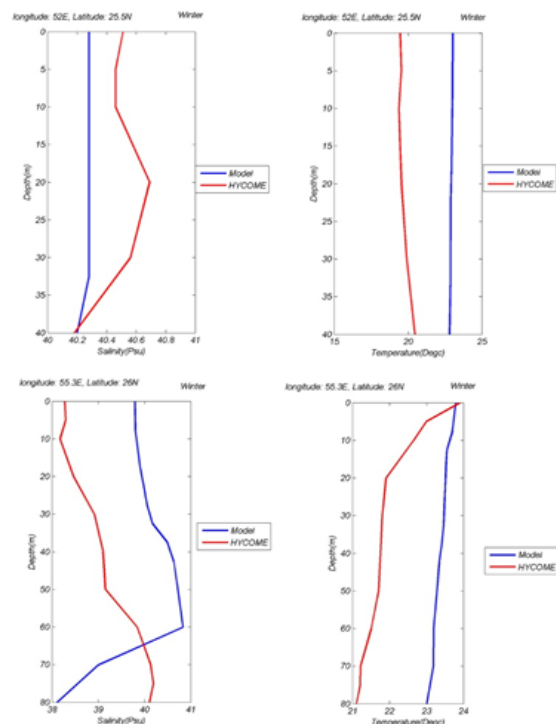 longitude: 52E, Latitude: 25.5N Winter
0
5
10
15
20
25
30
35
40
40 40.2 40.4 40.6 40.8 41
Depth(m)
Salinity(Psu)
Model
HYCOME
longitude: 52E, Latitude: 25.5N Winter
0
5
10
15
20
25
30
35
40
15 20 25
Depth(m)
Temperature(Degc)
Model
HYCOME
longitude: 55.3E, Latitude: 26N Winter
0
10
20
30
40
50
60
70
80
38 39 40 41
Depth(m)
Salinity(Psu)
Model
HYCOME
longitude: 55.3E, Latitude: 26N Winter
0
10
20
30
40
50
60
70
80
21 22 23 24
Depth(m)
Temperature(Degc)
Model
HYCOME